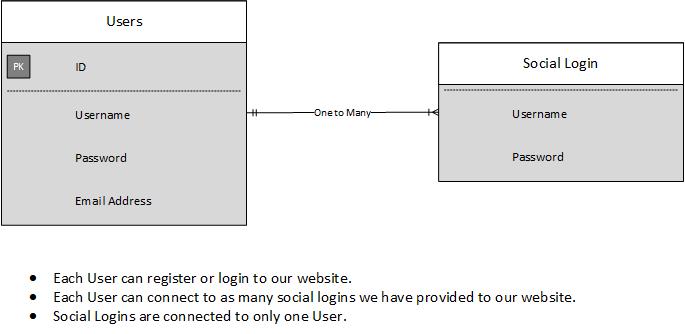 Users
PK ID
Username
Password
Email Address
One to Many
Social Login
Username
Password
• Each User can register or login to our website.
• Each User can connect to as many social logins we have provided to our website.
• Social Logins are connected to only one User.